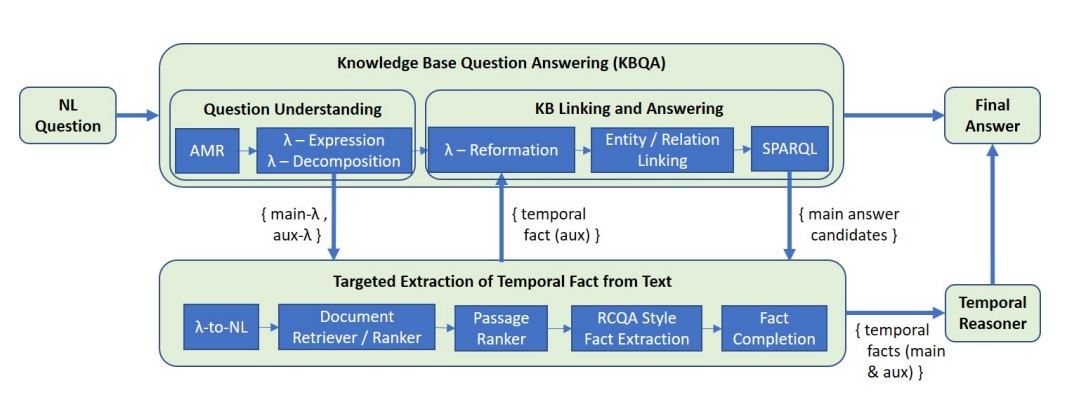 Knowledge Base Question Answering (KBQA)
NL
Question
Question Understanding
AMR
λ – Expression
λ – Decomposition
KB Linking and Answering
λ – Reformation
Entity / Relation
Linking
SPARQL
Final
Answer
{ main-λ ,
aux-λ }
{ temporal
fact (aux) }
{ main answer
candidates }
Targeted Extraction of Temporal Fact from Text
λ-to-NL
Document
Retriever / Ranker
Passage
Ranker
RCQA Style
Fact Extraction
Fact
Completion
Temporal
Reasoner
{ temporal
facts (main
& aux) }